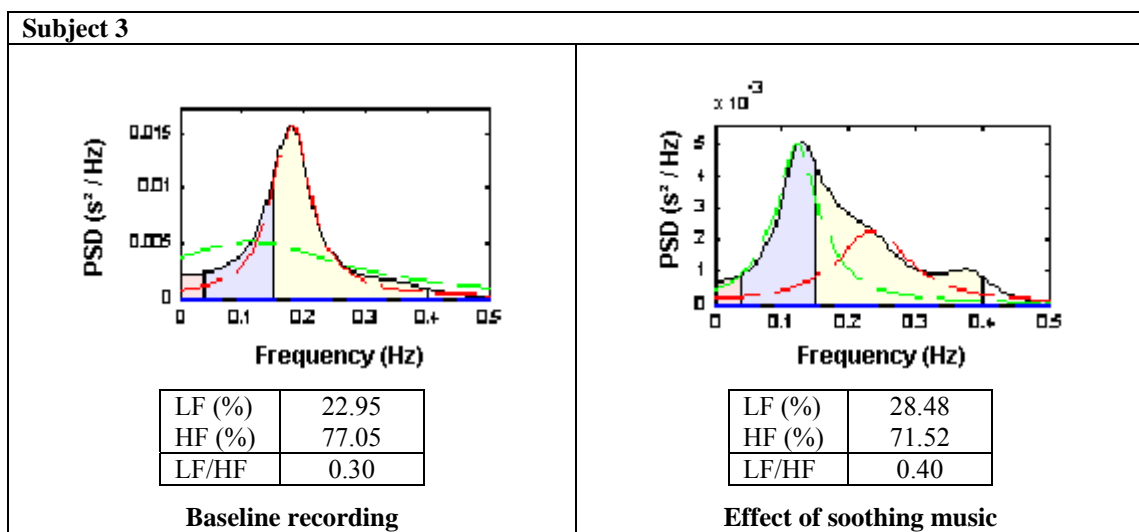 Subject 3
PSD (s² / Hz)
0.015
0.01
0.005
0
0 0.1 0.2 0.3 0.4 0.5
Frequency (Hz)
LF (%) 22.95
HF (%) 77.05
LF/HF 0.30
Baseline recording
x 10⁻³
PSD (s² / Hz)
5
4
3
2
1
0
0 0.1 0.2 0.3 0.4 0.5
Frequency (Hz)
LF (%) 28.48
HF (%) 71.52
LF/HF 0.40
Effect of soothing music